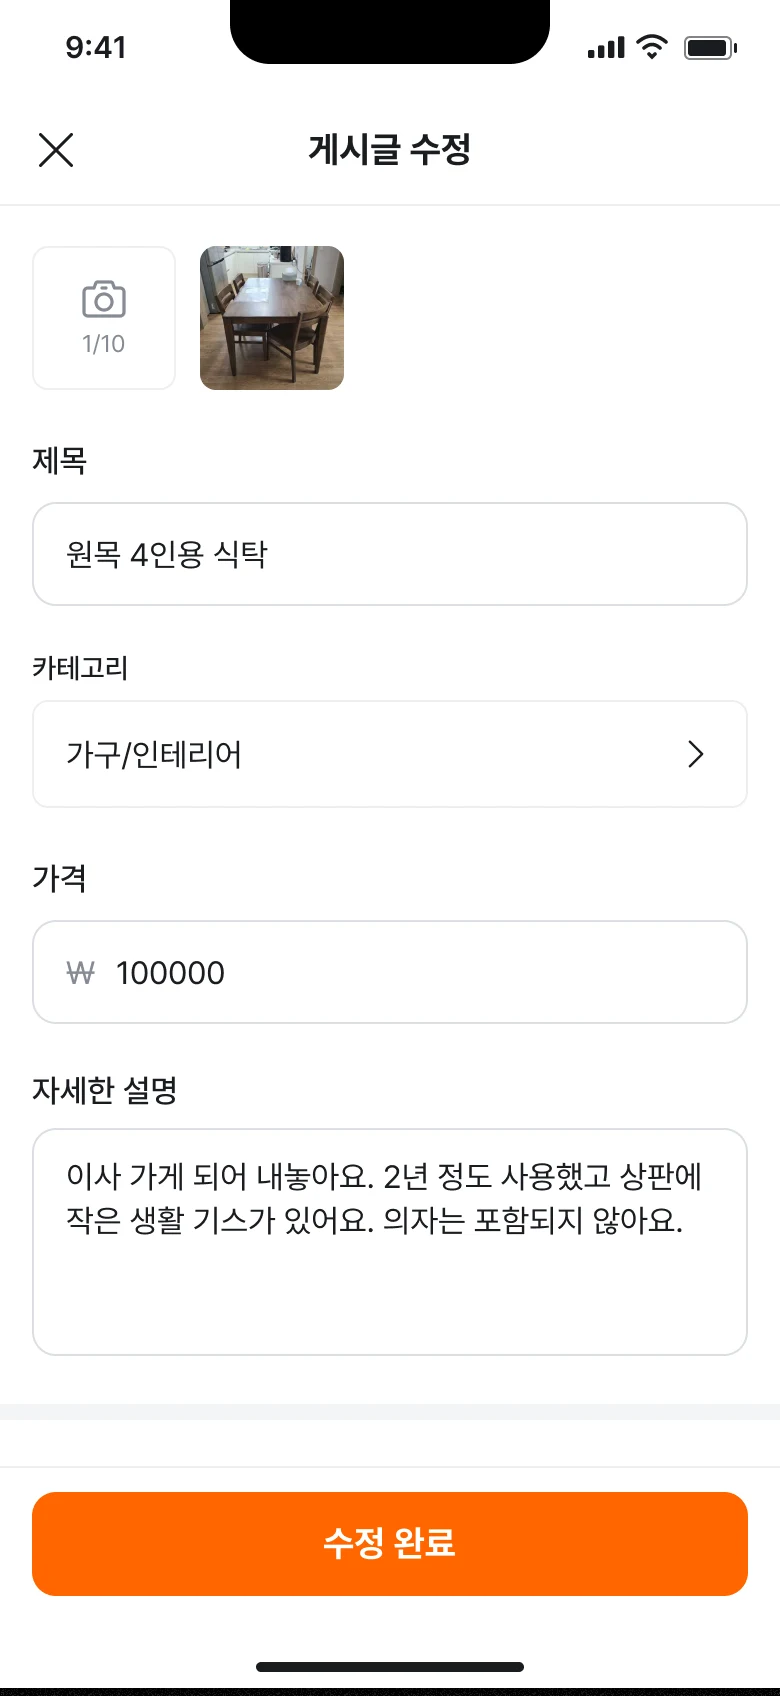 9:41
게시글 수정
1/10
제목
원목 4인용 식탁
카테고리
가구/인테리어
가격
₩ 100000
자세한 설명
이사 가게 되어 내놓아요. 2년 정도 사용했고 상판에
작은 생활 기스가 있어요. 의자는 포함되지 않아요.
수정 완료